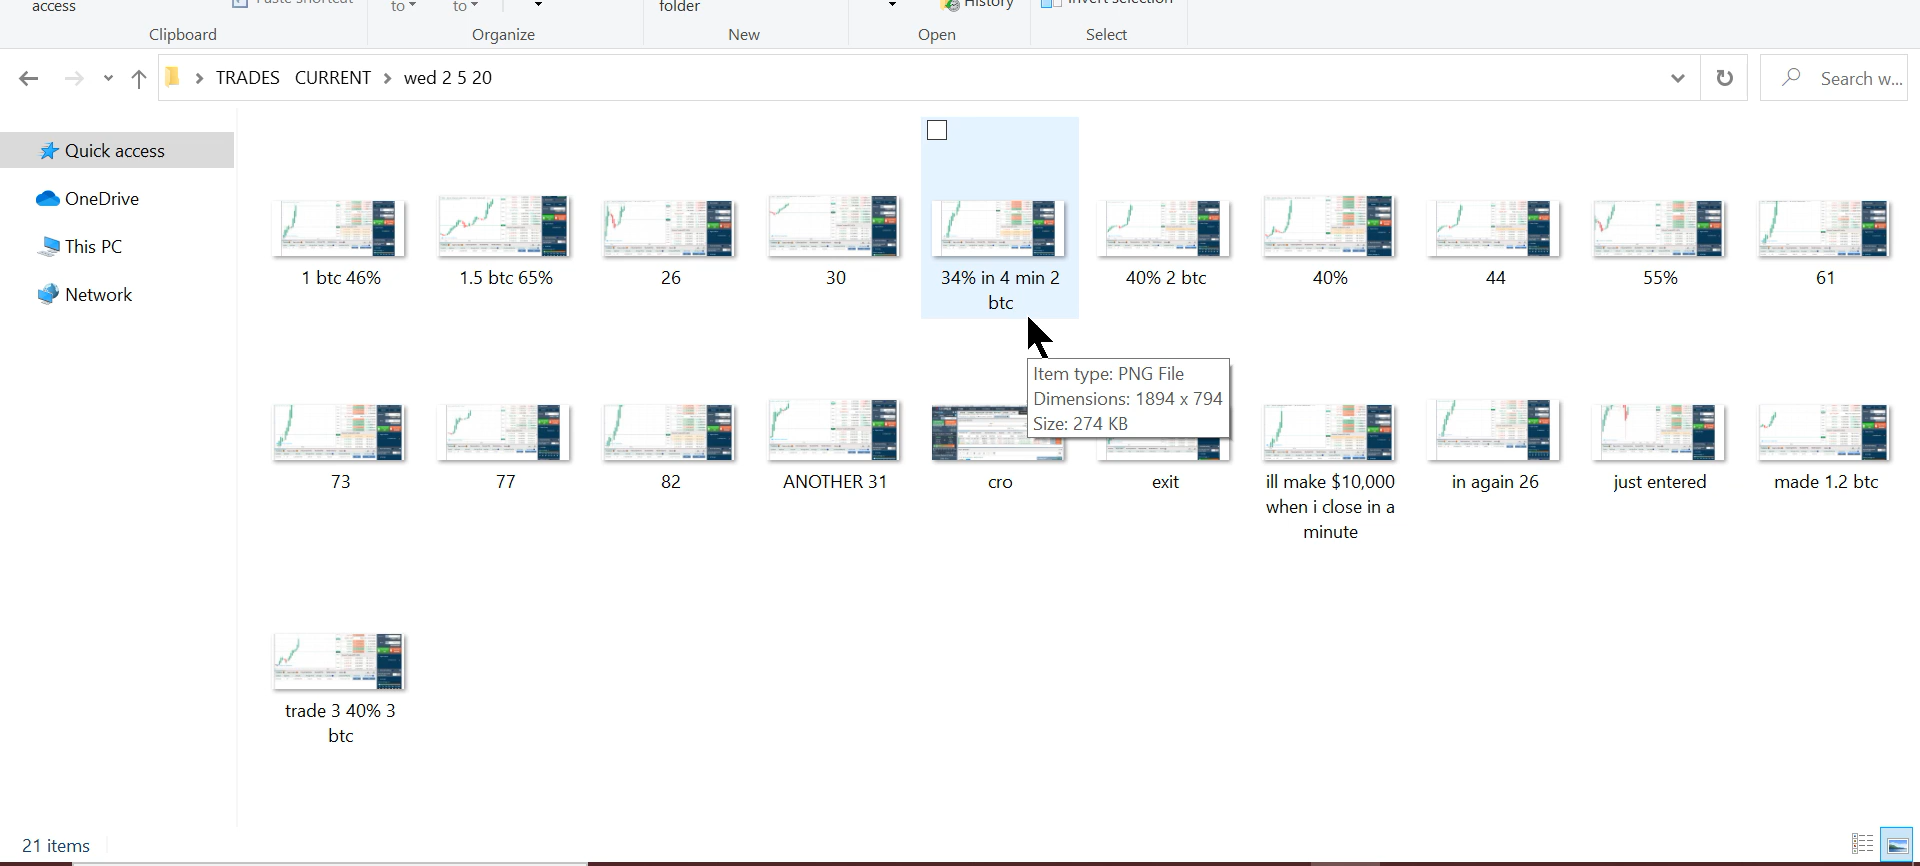 access
Paste shortcut
to
to
folder
History
Invert selection
Clipboard
Organize
New
Open
Select
TRADES CURRENT > wed 2 5 20
Search w...
Quick access
OneDrive
This PC
Network
1 btc 46%
1.5 btc 65%
26
30
34% in 4 min 2
btc
40% 2 btc
40%
44
55%
61
Item type: PNG File
Dimensions: 1894 x 794
Size: 274 KB
73
77
82
ANOTHER 31
cro
exit
ill make $10,000
when i close in a
minute
in again 26
just entered
made 1.2 btc
trade 3 40% 3
btc
21 items